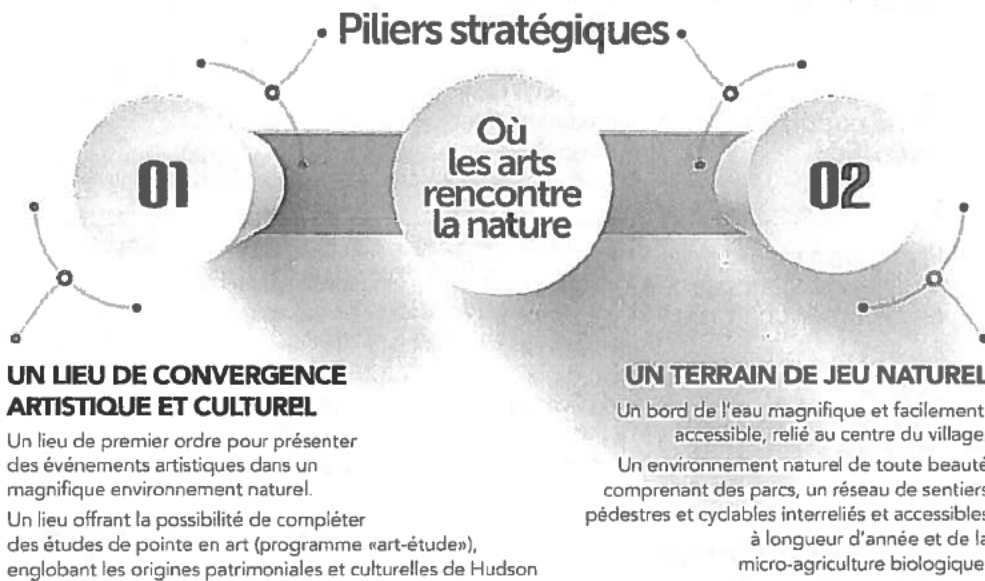 Piliers stratégiques
01
Où
les arts
rencontre
la nature
02
UN LIEU DE CONVERGENCE
ARTISTIQUE ET CULTUREL
Un lieu de premier ordre pour présenter
des événements artistiques dans un
magnifique environnement naturel.
Un lieu offrant la possibilité de compléter
des études de pointe en art (programme «art-étude»),
englobant les origines patrimoniales et culturelles de Hudson
UN TERRAIN DE JEU NATUREL
Un bord de l'eau magnifique et facilement
accessible, relié au centre du village
Un environnement naturel de toute beauté
comprenant des parcs, un réseau de sentiers
pédestres et cyclables interreliés et accessibles
à longueur d'année et de la
micro-agriculture biologique